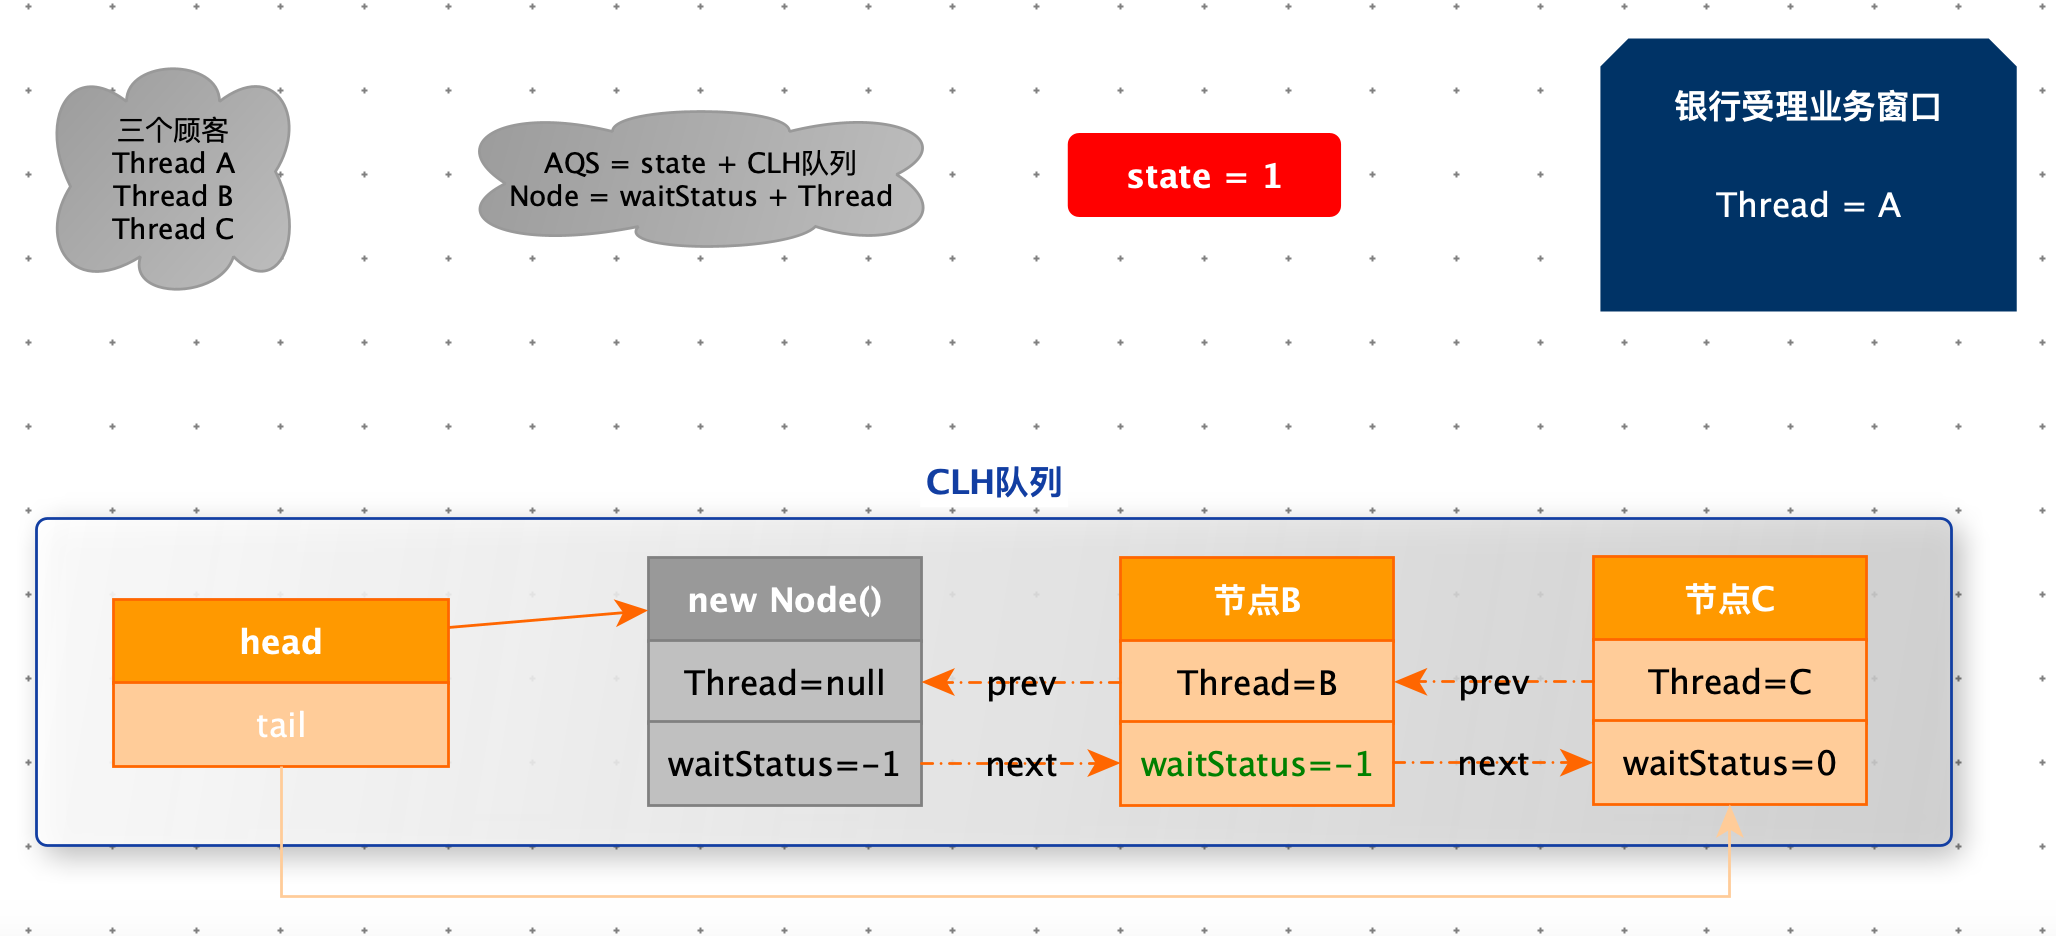 三个顾客
Thread A
Thread B
Thread C
AQS = state + CLH队列
Node = waitStatus + Thread
state = 1
银行受理业务窗口
Thread = A
CLH队列
head
tail
new Node()
Thread=null
waitStatus=-1
prev
next
节点B
Thread=B
waitStatus=-1
prev
next
节点C
Thread=C
waitStatus=0